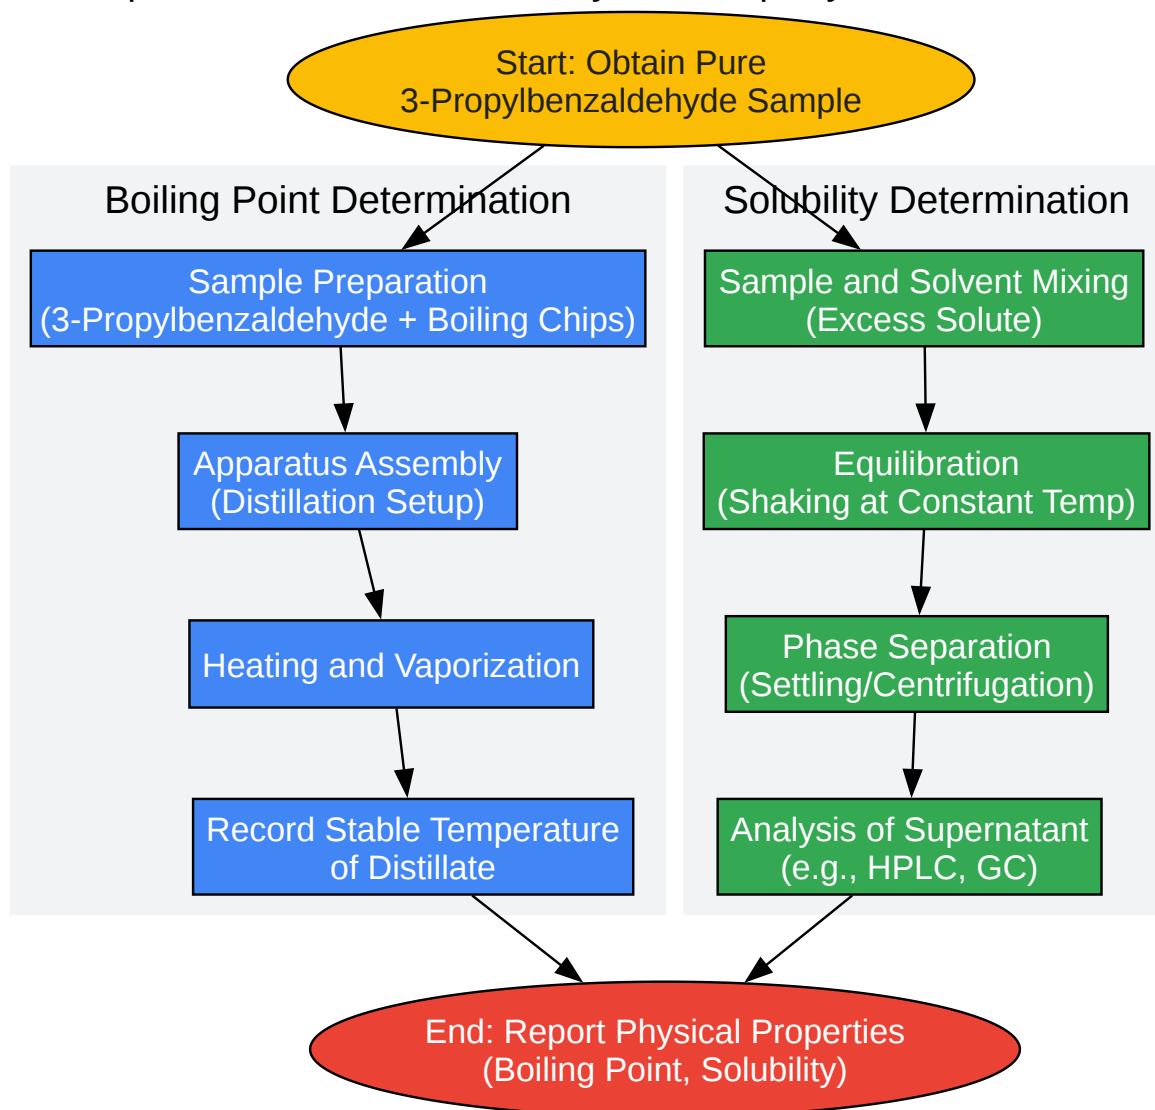 Start: Obtain Pure
3-Propylbenzaldehyde Sample
Boiling Point Determination
Sample Preparation
(3-Propylbenzaldehyde + Boiling Chips)
Apparatus Assembly
(Distillation Setup)
Heating and Vaporization
Record Stable Temperature
of Distillate
Solubility Determination
Sample and Solvent Mixing
(Excess Solute)
Equilibration
(Shaking at Constant Temp)
Phase Separation
(Settling/Centrifugation)
Analysis of Supernatant
(e.g., HPLC, GC)
End: Report Physical Properties
(Boiling Point, Solubility)